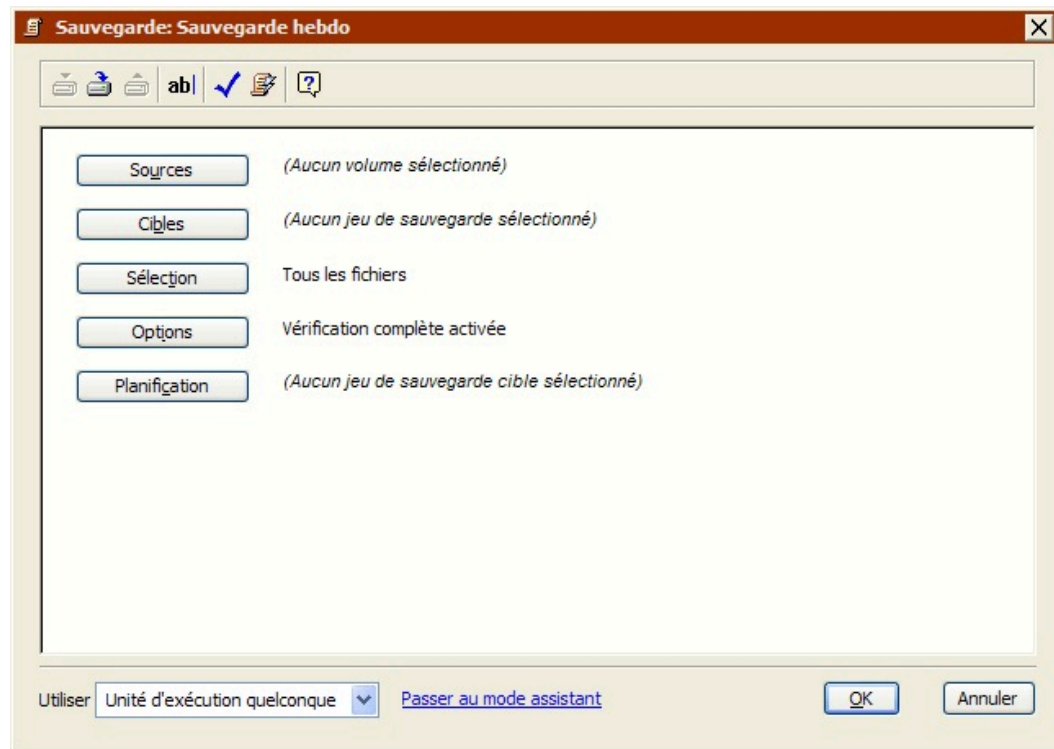 Sauvegarde: Sauvegarde hebdo
ab
Sources (Aucun volume sélectionné)
Cibles (Aucun jeu de sauvegarde sélectionné)
Sélection Tous les fichiers
Options Vérification complète activée
Planification (Aucun jeu de sauvegarde cible sélectionné)
Utiliser Unité d'exécution quelconque Passer au mode assistant OK Annuler